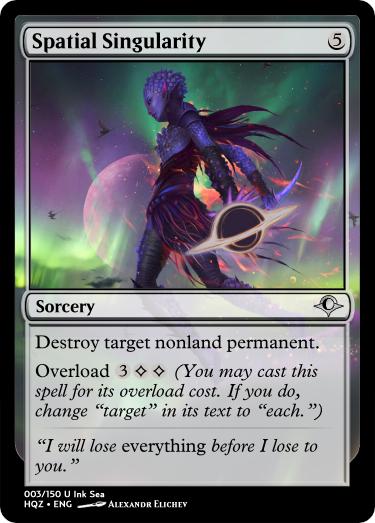 Spatial Singularity 5
Sorcery
Destroy target nonland permanent.
Overload 3 ◇ ◇ (You may cast this
spell for its overload cost. If you do,
change “target” in its text to “each.”)
“I will lose everything before I lose to
you.”
003/150 U Ink Sea
HQZ • ENG Alexandr Elichev